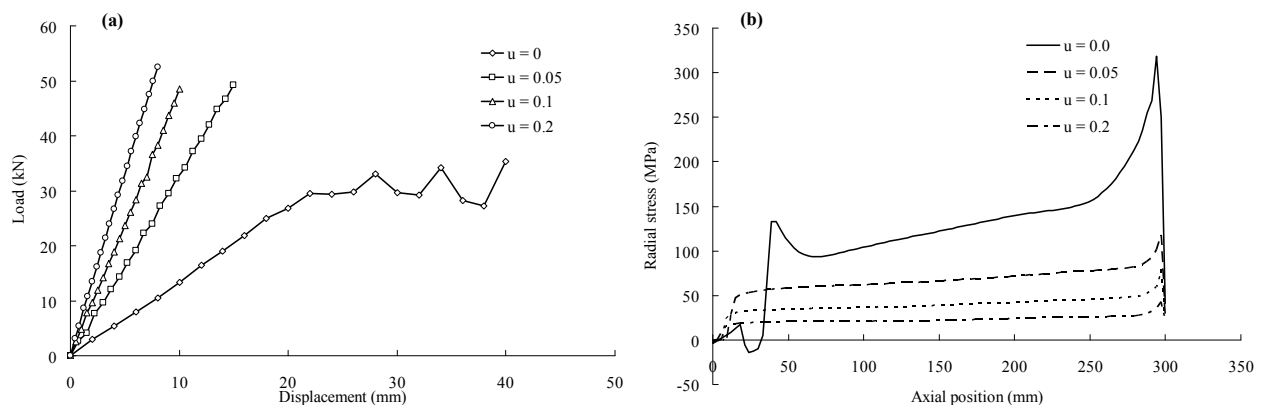 (a)
60
50
40
30
20
10
0
Load (kN)
0 10 20 30 40 50
Displacement (mm)
u = 0
u = 0.05
u = 0.1
u = 0.2
(b)
350
300
250
200
150
100
50
0
-50
Radial stress (MPa)
0 50 100 150 200 250 300 350
Axial position (mm)
u = 0.0
u = 0.05
u = 0.1
u = 0.2